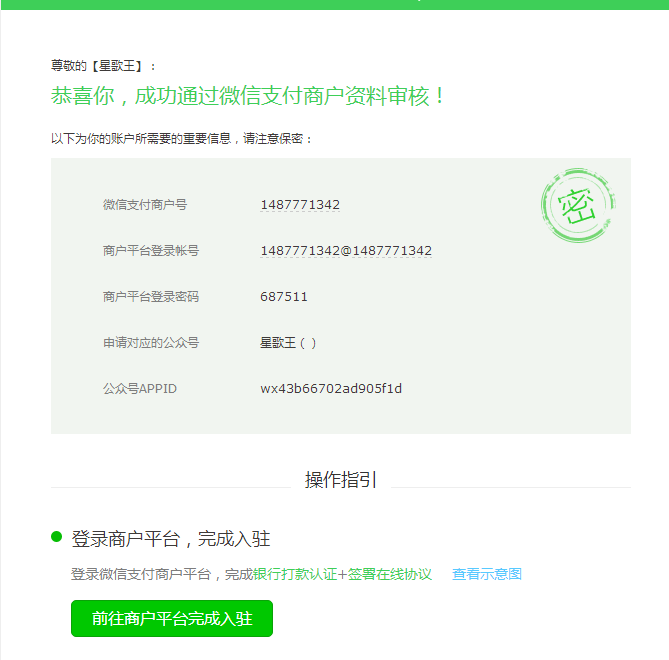 尊敬的【星歌王】：
恭喜你，成功通过微信支付商户资料审核！
以下为你的账户所需要的重要信息，请注意保密：
密
微信支付商户号 1487771342
商户平台登录帐号 1487771342@1487771342
商户平台登录密码 687511
申请对应的公众号 星歌王（ ）
公众号APPID wx43b66702ad905f1d
操作指引
登录商户平台，完成入驻
登录微信支付商户平台，完成银行打款认证+签署在线协议 查看示意图
前往商户平台完成入驻